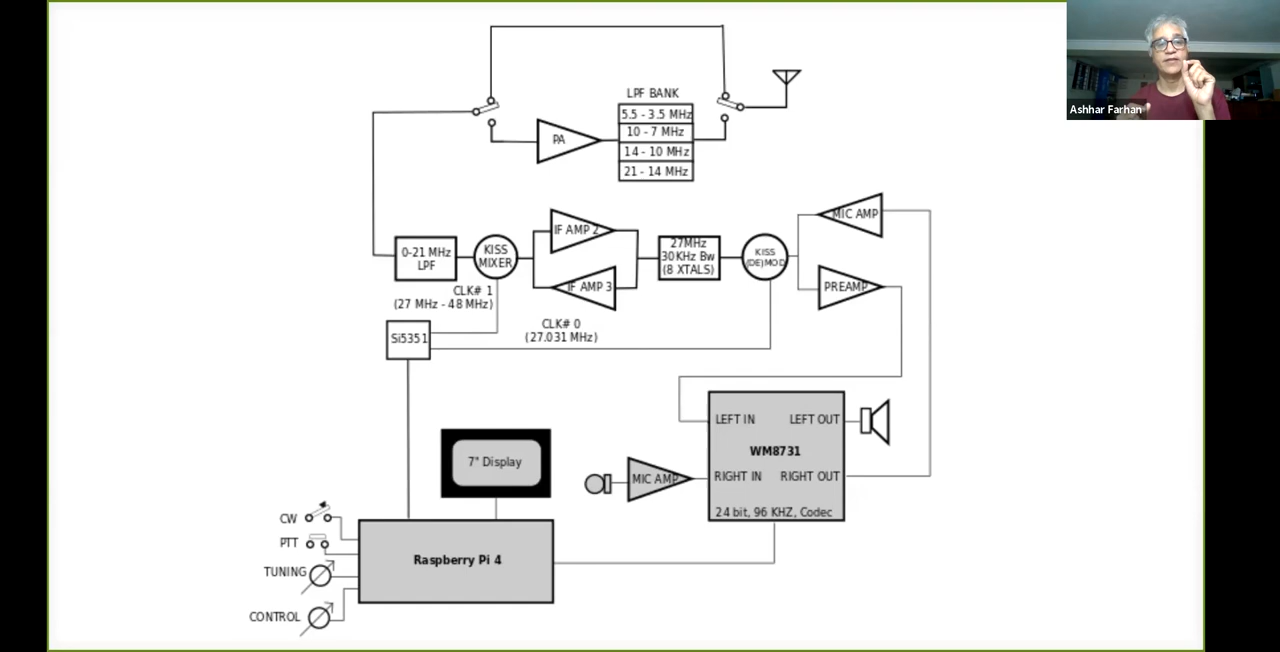 Ashhar Farhan
LPF BANK
5.5 - 3.5 MHz
10 - 7 MHz
14 - 10 MHz
21 - 14 MHz
PA
MIC AMP
IF AMP 2
0-21 MHz
LPF
KISS
MIXER
27MHz
30KHz Bw
(8 XTALS)
KISS
(DE)MOD
IF AMP 3
PREAMP
CLK# 1
(27 MHz - 48 MHz)
CLK# 0
(27.031 MHz)
Si5351
LEFT IN
LEFT OUT
WM8731
7" Display
MIC AMP
RIGHT IN
RIGHT OUT
24 bit, 96 KHZ, Codec
CW
PTT
TUNING
CONTROL
Raspberry Pi 4